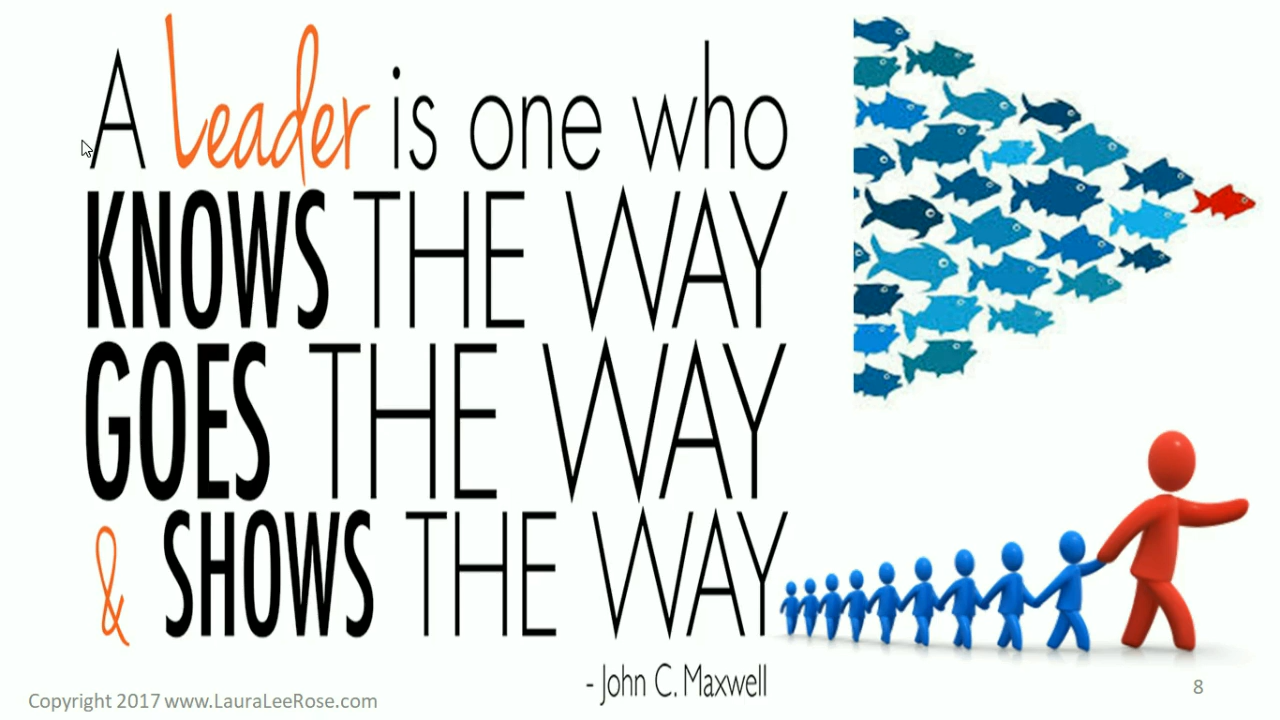 A Leader is one who
KNOWS THE WAY
GOES THE WAY
& SHOWS THE WAY
- John C. Maxwell
Copyright 2017 www.LauraLeeRose.com
8